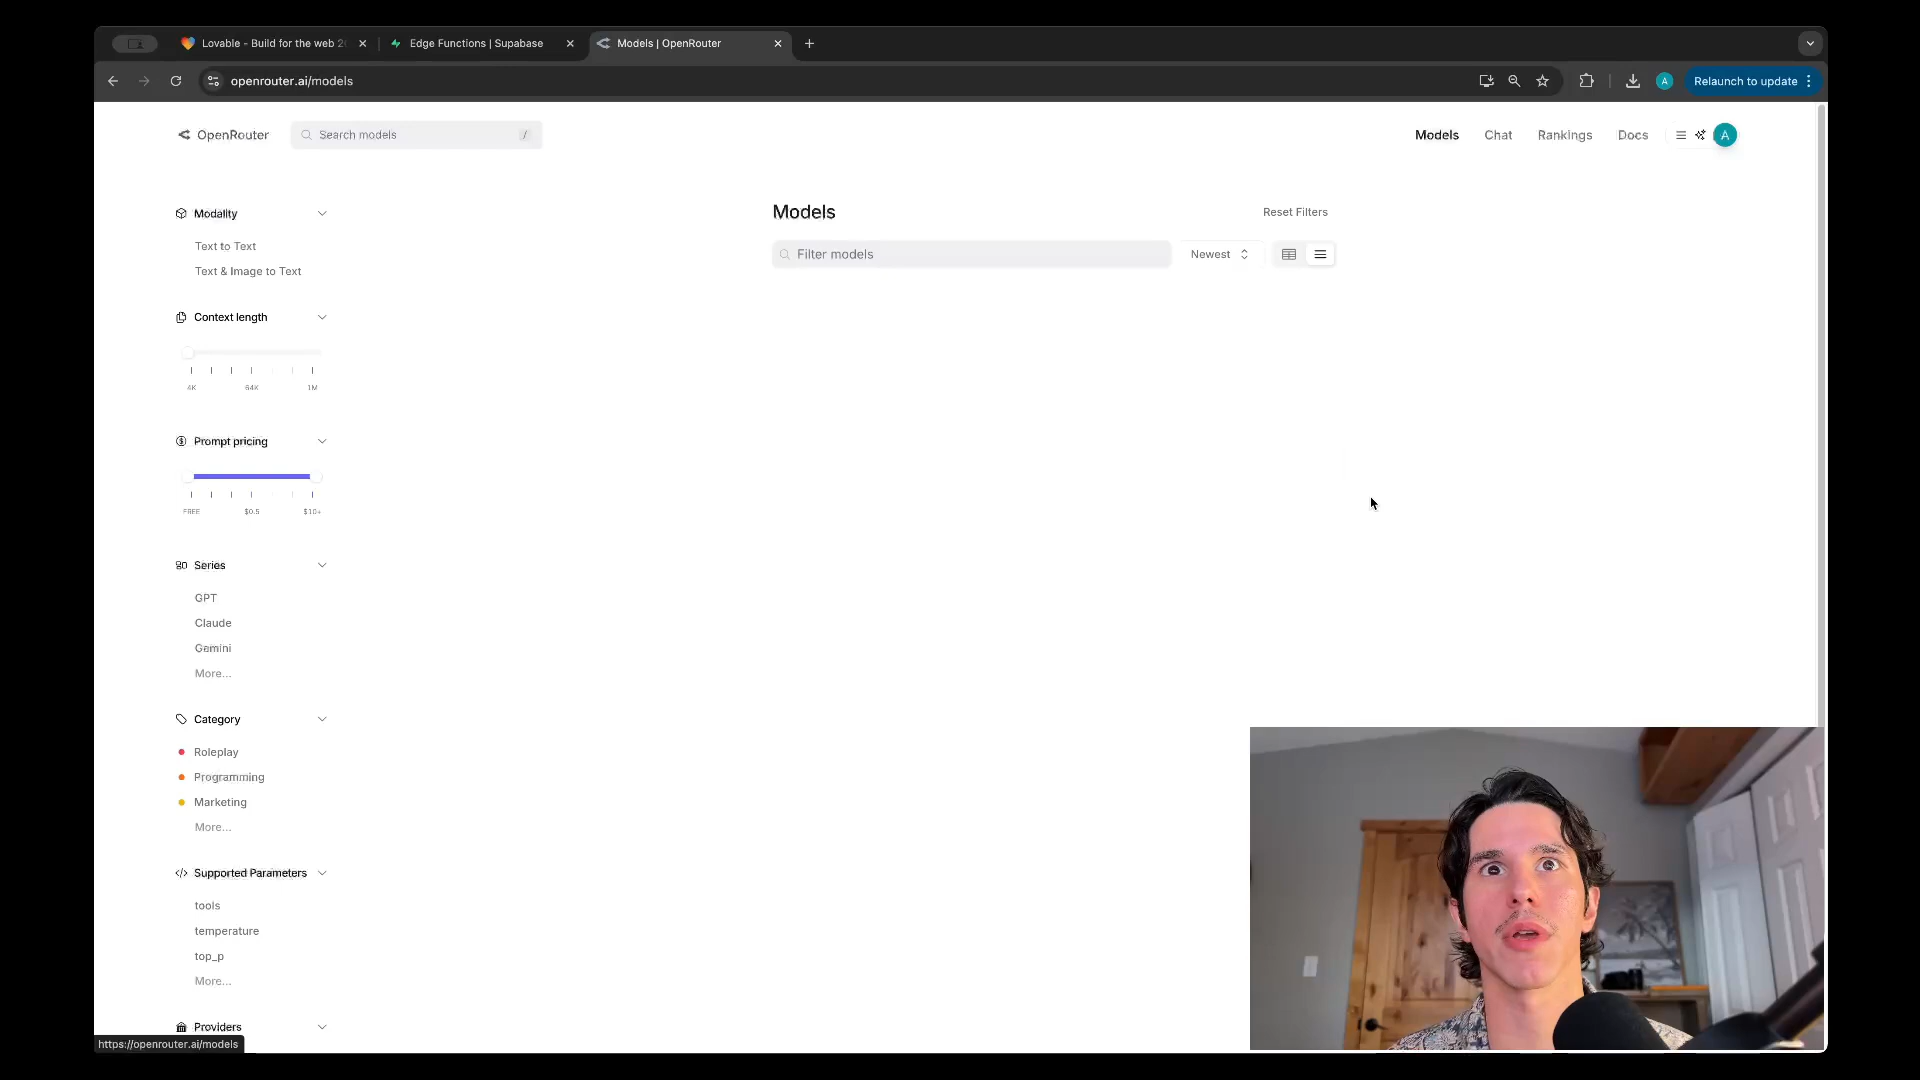 Lovable - Build for the web 2
Edge Functions | Supabase
Models | OpenRouter
openrouter.ai/models
A
Relaunch to update
OpenRouter
Search models
/
Models
Chat
Rankings
Docs
A
Modality
Text to Text
Text & Image to Text
Context length
4K
64K
1M
Prompt pricing
FREE
$0.5
$10+
Series
GPT
Claude
Gemini
More...
Category
Roleplay
Programming
Marketing
More...
Supported Parameters
tools
temperature
top_p
More...
Providers
Models
Reset Filters
Filter models
Newest
https://openrouter.ai/models